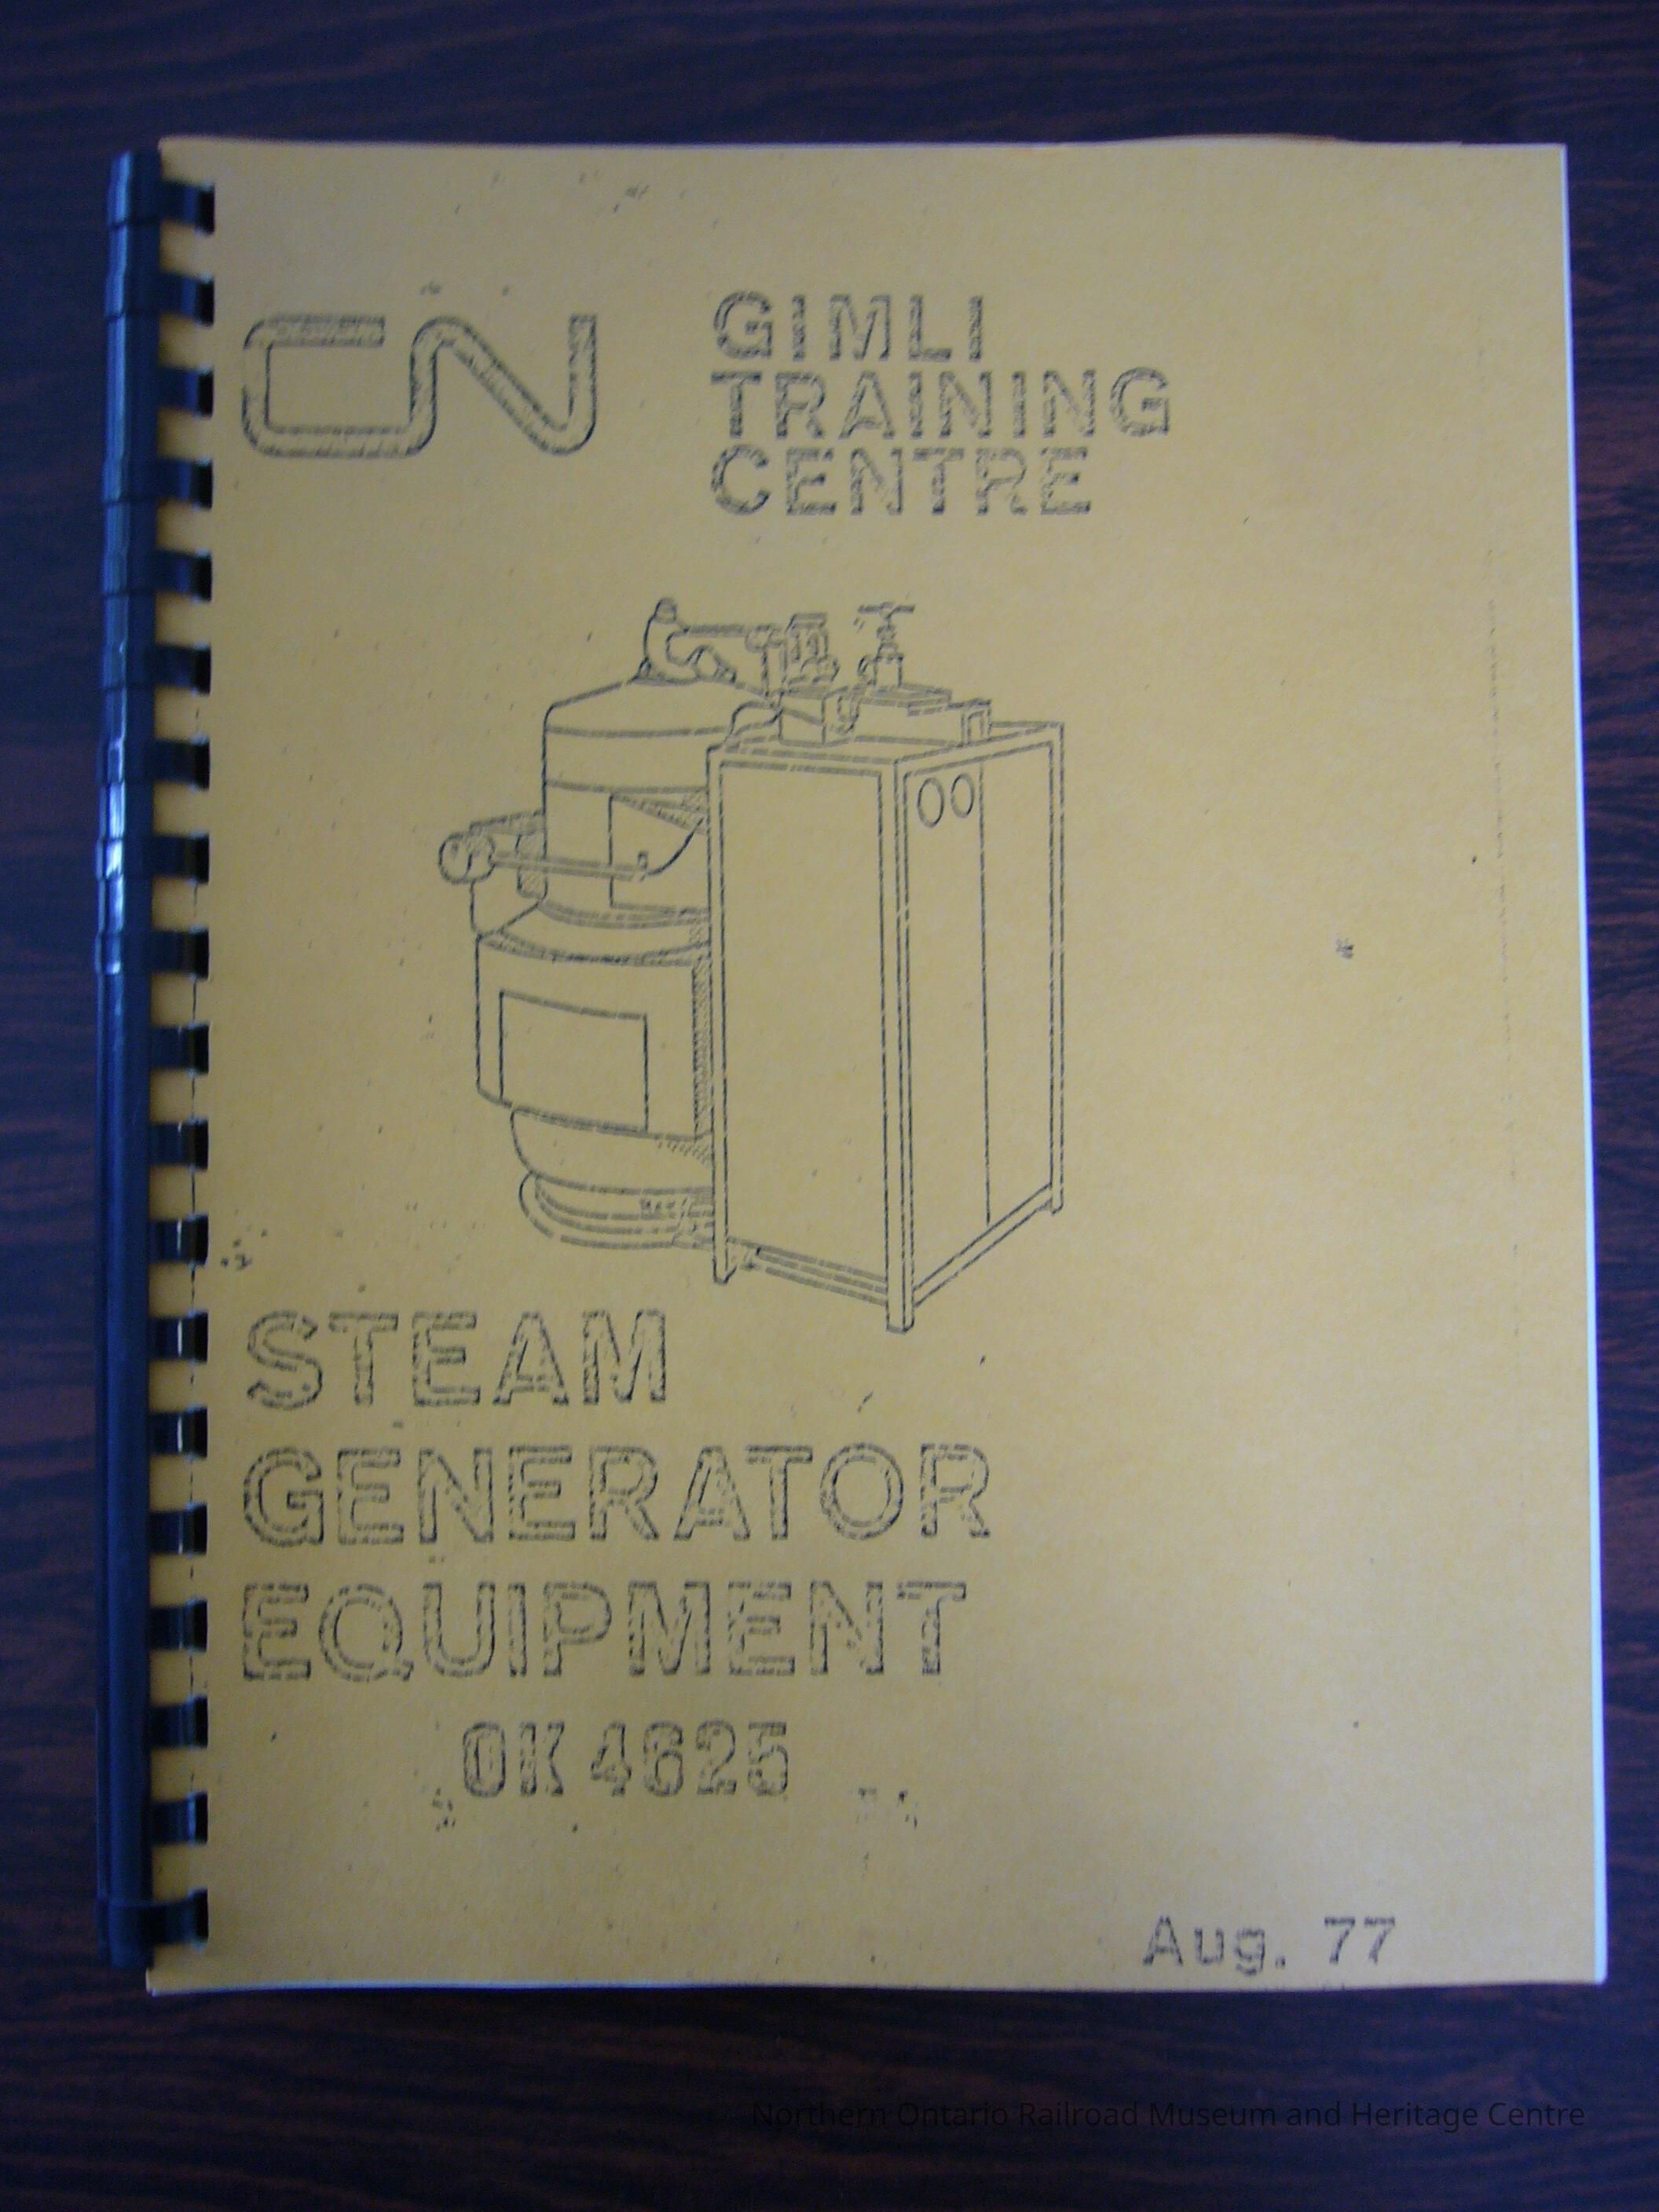 CN
GIMLI
TRAINING
CENTRE
STEAM
GENERATOR
EQUIPMENT
OK 4625
Aug. 77
Northern Ontario Railroad Museum and Heritage Centre